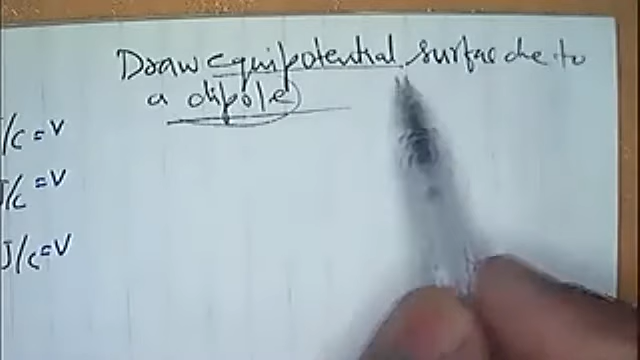 Draw equipotential surface due to
a dipole
/c = V
/c = V
J/c = V